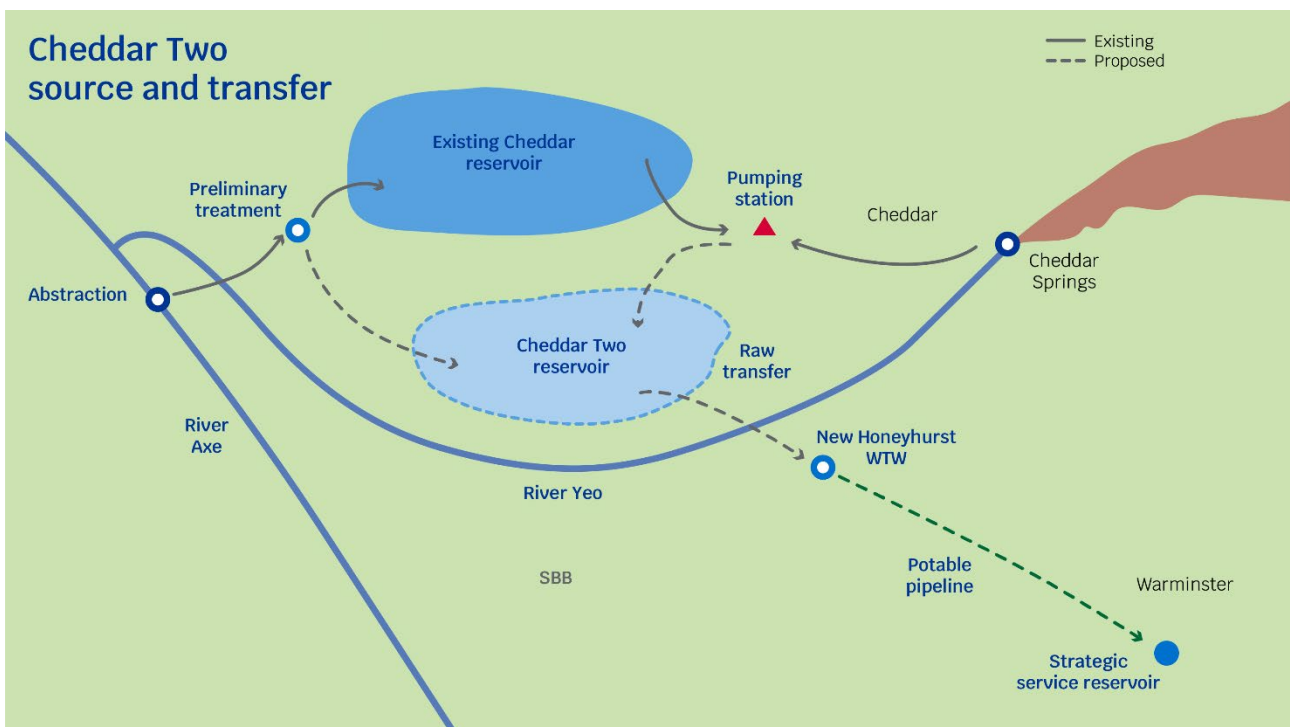 Cheddar Two
source and transfer
Existing
Proposed
Existing Cheddar
reservoir
Preliminary
treatment
Pumping
station
Cheddar
Cheddar
Springs
Abstraction
Cheddar Two
reservoir
Raw
transfer
River
Axe
New Honeyhurst
WTW
River Yeo
SBB
Potable
pipeline
Warminster
Strategic
service reservoir